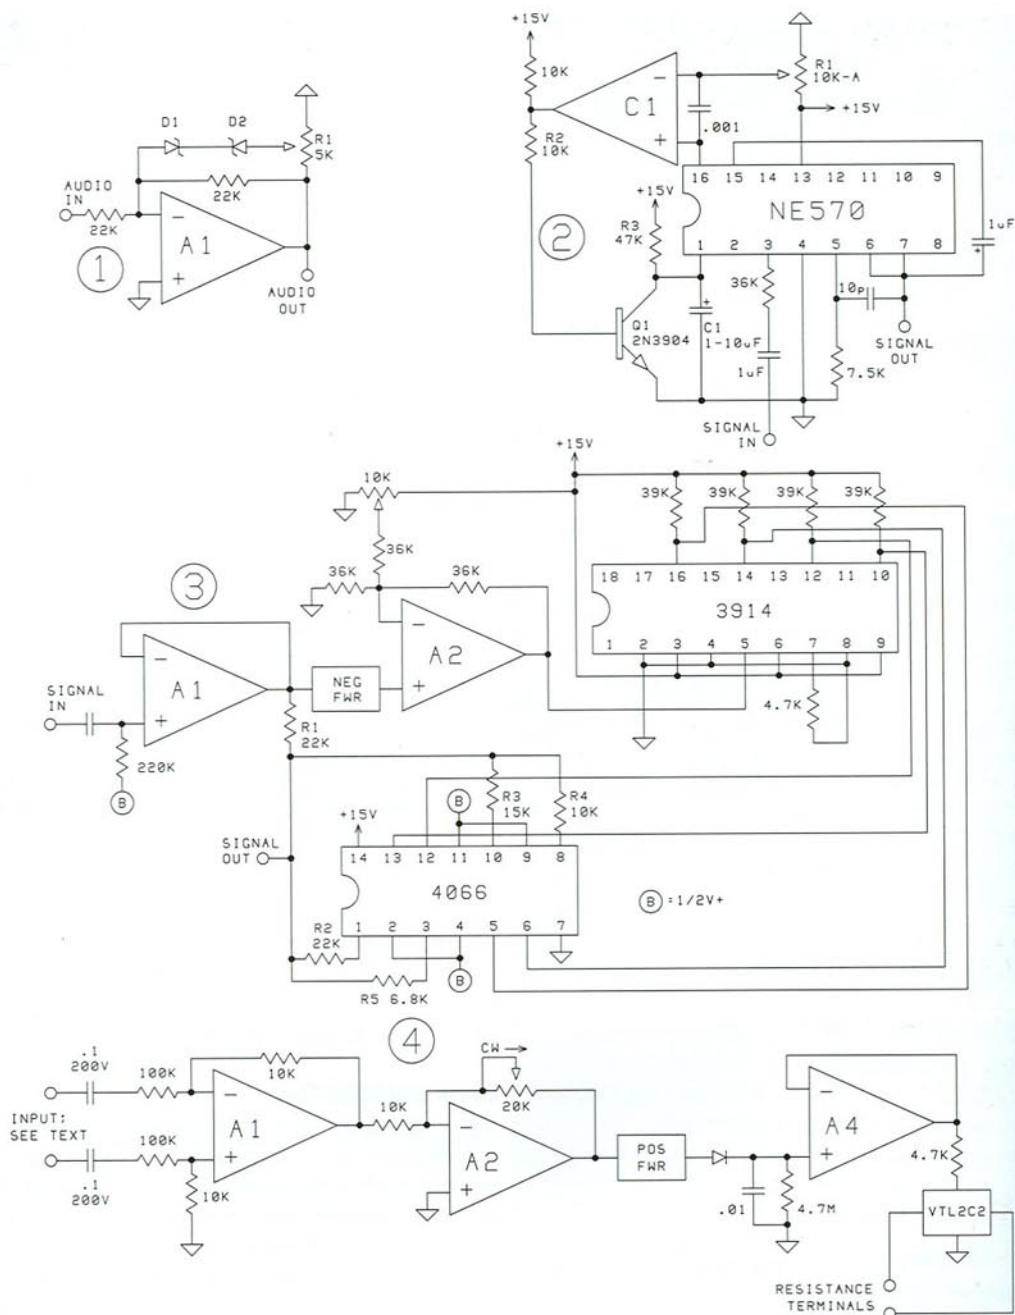 D1
D2
R1
5K
AUDIO
IN
22K
22K
A1
-
+
AUDIO
OUT
1
+15V
10K
R2
10K
C1
-
+
.001
R1
10K-A
+15V
16 15 14 13 12 11 10 9
NE570
1 2 3 4 5 6 7 8
1uF
+
2
+15V
R3
47K
Q1
2N3904
+
C1
1-10uF
36K
1uF
10p
7.5K
SIGNAL
OUT
SIGNAL
IN
+15V
10K
36K
36K
36K
3
A1
-
+
SIGNAL
IN
220K
B
NEG
FWR
A2
-
+
R1
22K
39K
39K
39K
39K
18 17 16 15 14 13 12 11 10
3914
1 2 3 4 5 6 7 8 9
4.7K
SIGNAL
OUT
+15V
B
R3
15K
R4
10K
14 13 12 11 10 9 8
4066
1 2 3 4 5 6 7
R2
22K
R5 6.8K
B
B =1/2V+
4
.1
200V
100K
INPUT:
SEE TEXT
100K
.1
200V
10K
A1
-
+
10K
10K
CW
20K
A2
-
+
POS
FWR
.01
4.7M
A4
-
+
4.7K
VTL2C2
RESISTANCE
TERMINALS